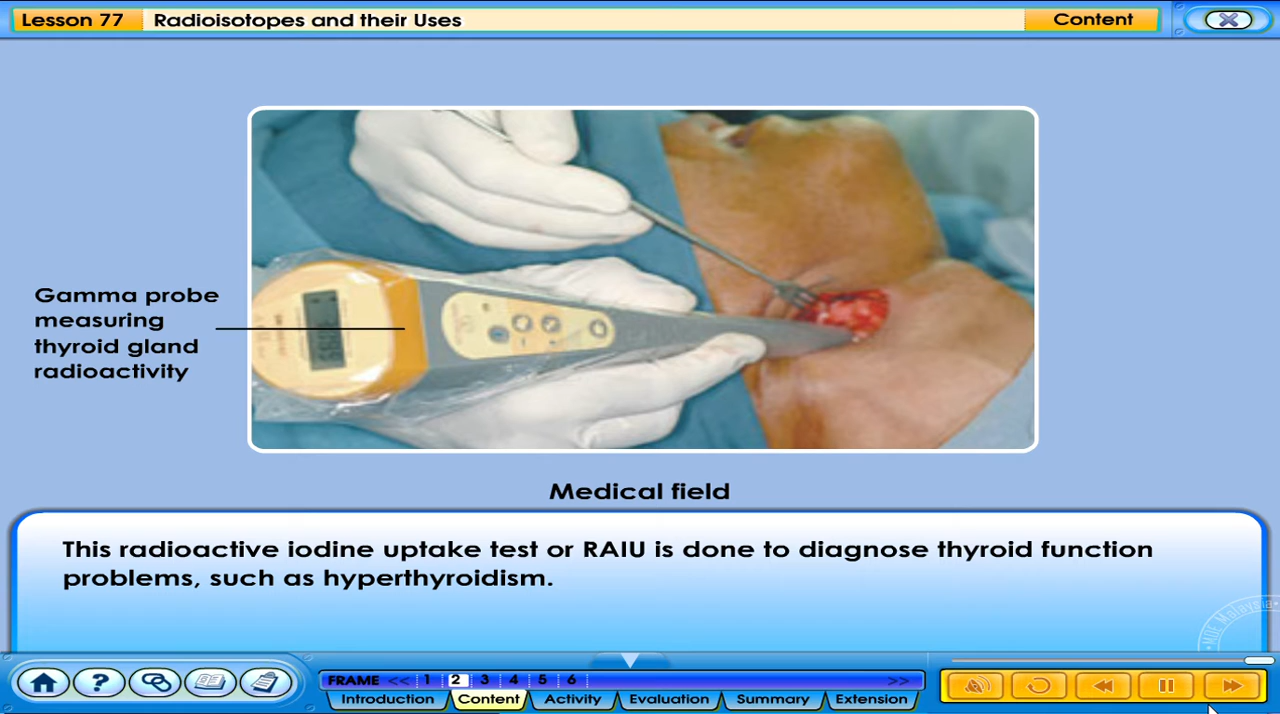 Lesson 77
Radioisotopes and their Uses
Content
Gamma probe
measuring
thyroid gland
radioactivity
Medical field
This radioactive iodine uptake test or RAIU is done to diagnose thyroid function
problems, such as hyperthyroidism.
MDE Malaysia
FRAME << 1 2 3 4 5 6 >>
Introduction Content Activity Evaluation Summary Extension